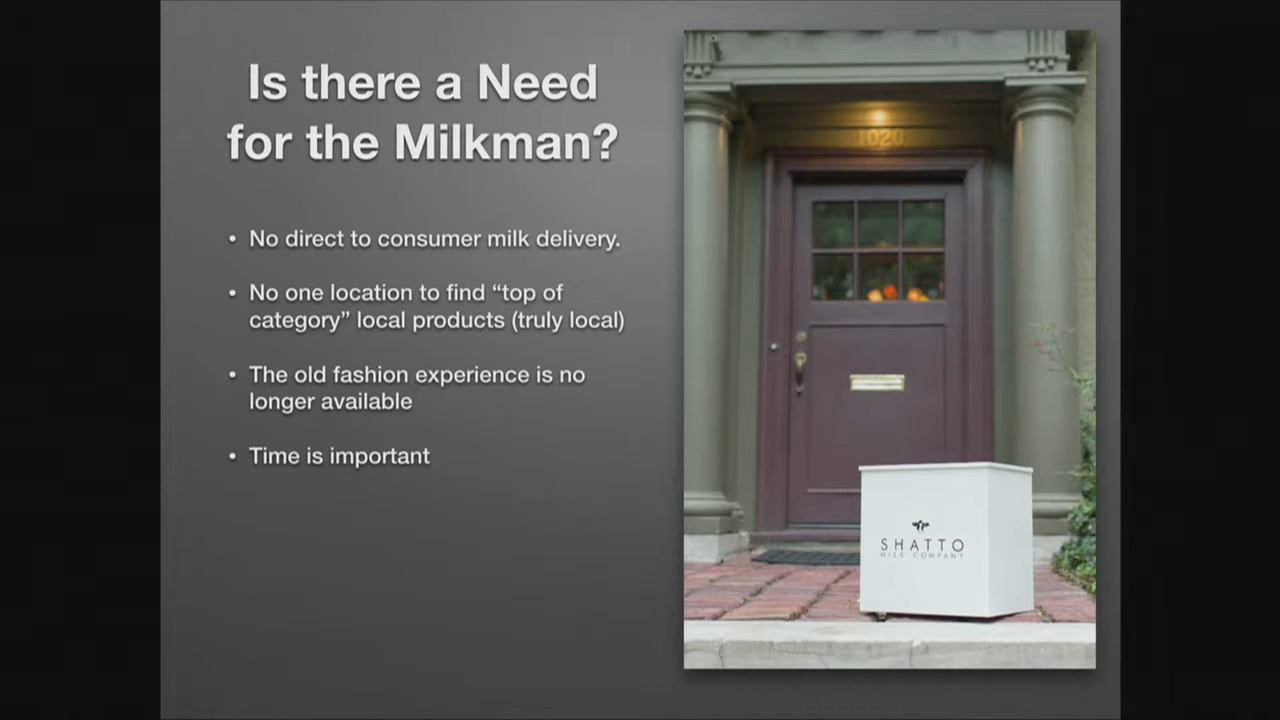 Is there a Need
for the Milkman?
• No direct to consumer milk delivery.
• No one location to find “top of
category” local products (truly local)
• The old fashion experience is no
longer available
• Time is important
1020
SHATTO
MILK COMPANY